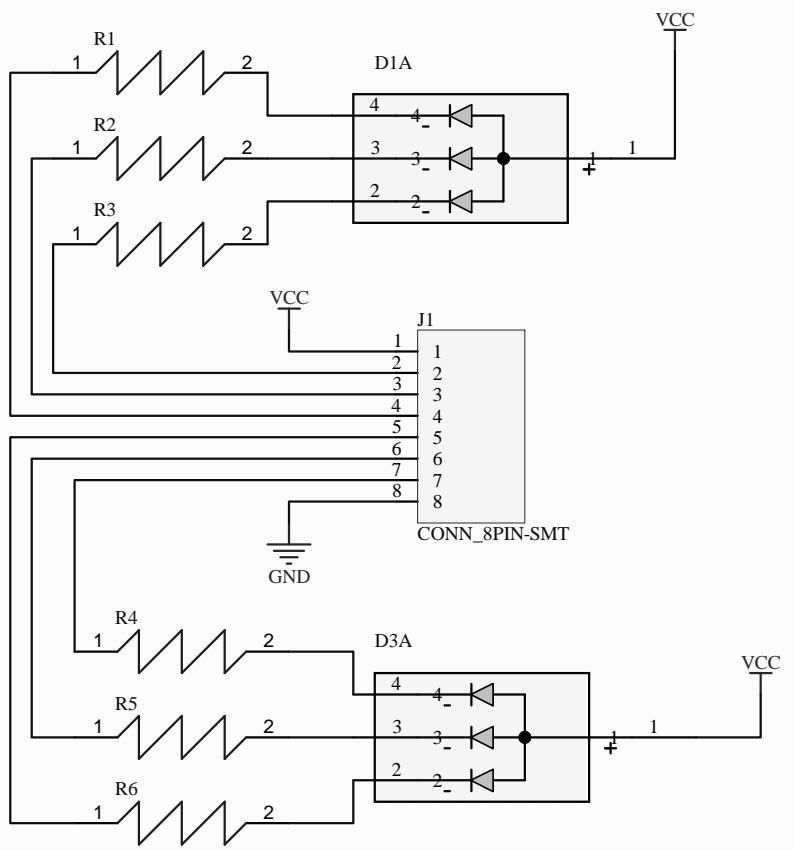 VCC
R1
1 2
D1A
4 4 -
R2
1 2
3 3 -
1 + 1
R3
2 2 -
1 2
VCC
J1
1 1
2 2
3 3
4 4
5 5
6 6
7 7
8 8
CONN_8PIN-SMT
GND
R4
1 2
D3A
VCC
4 4 -
R5
1 2
3 3 -
1 + 1
2 2 -
R6
1 2